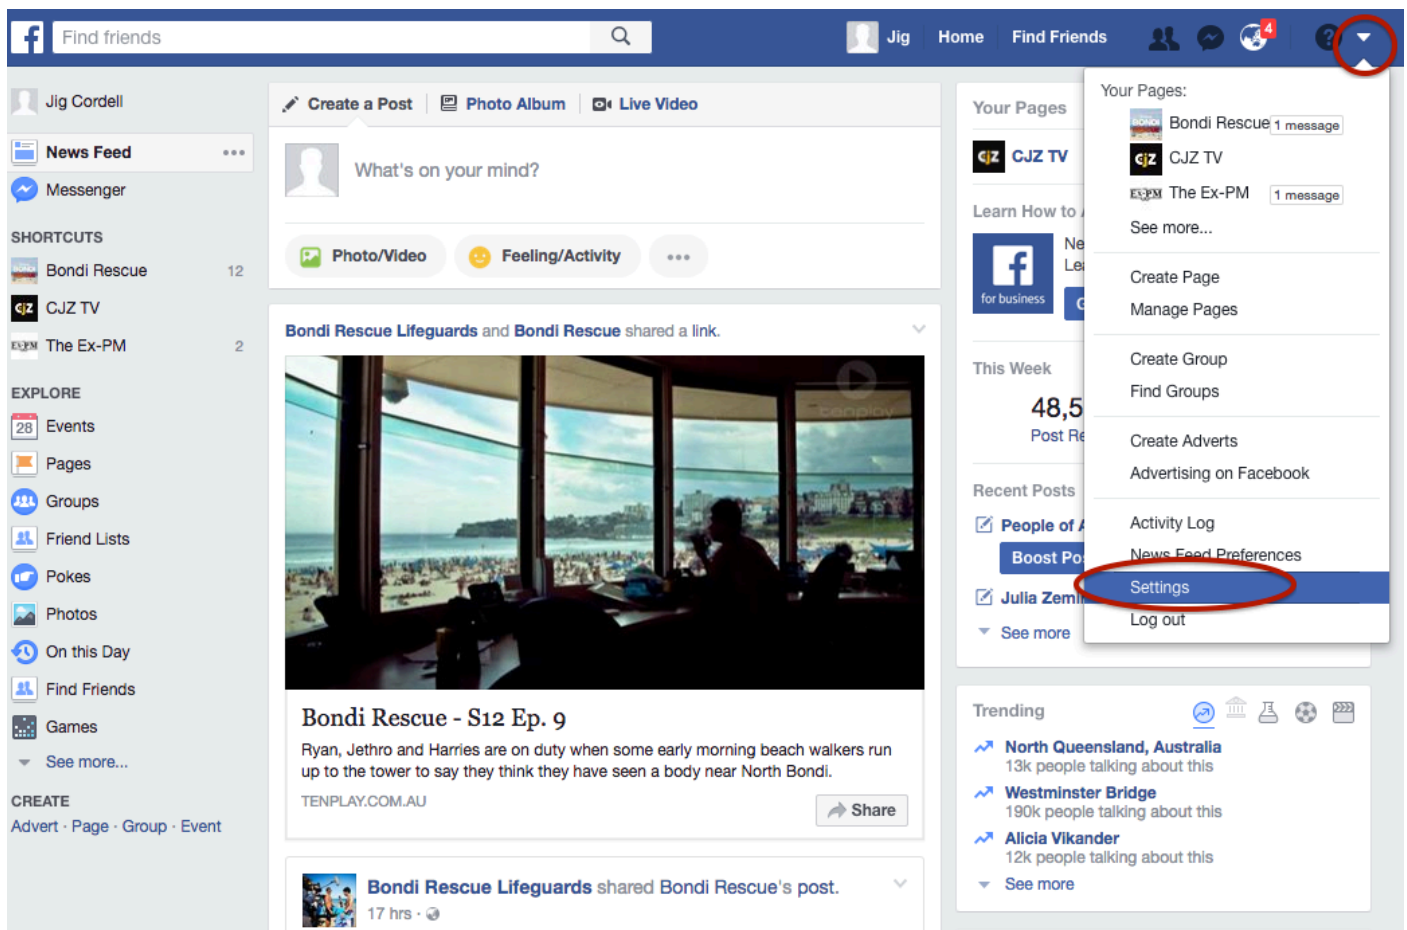 Find friends
Jig
Home
Find Friends
4
?
Jig Cordell
News Feed
Messenger
SHORTCUTS
Bondi Rescue 12
CJZ TV
The Ex-PM 2
EXPLORE
28 Events
Pages
Groups
Friend Lists
Pokes
Photos
On this Day
Find Friends
Games
See more...
CREATE
Advert · Page · Group · Event
Create a Post
Photo Album
Live Video
What's on your mind?
Photo/Video
Feeling/Activity
Bondi Rescue Lifeguards and Bondi Rescue shared a link.
tenplay
Bondi Rescue - S12 Ep. 9
Ryan, Jethro and Harries are on duty when some early morning beach walkers run
up to the tower to say they think they have seen a body near North Bondi.
TENPLAY.COM.AU
Share
Bondi Rescue Lifeguards shared Bondi Rescue's post.
17 hrs ·
Your Pages
CJZ CJZ TV
Learn How to
for business
Ne
Lea
This Week
48,5
Post Re
Recent Posts
People of A
Boost Pos
Julia Zemi
See more
Your Pages:
Bondi Rescue 1 message
CJZ CJZ TV
EX-PM The Ex-PM 1 message
See more...
Create Page
Manage Pages
Create Group
Find Groups
Create Adverts
Advertising on Facebook
Activity Log
News Feed Preferences
Settings
Log out
Trending
North Queensland, Australia
13k people talking about this
Westminster Bridge
190k people talking about this
Alicia Vikander
12k people talking about this
See more